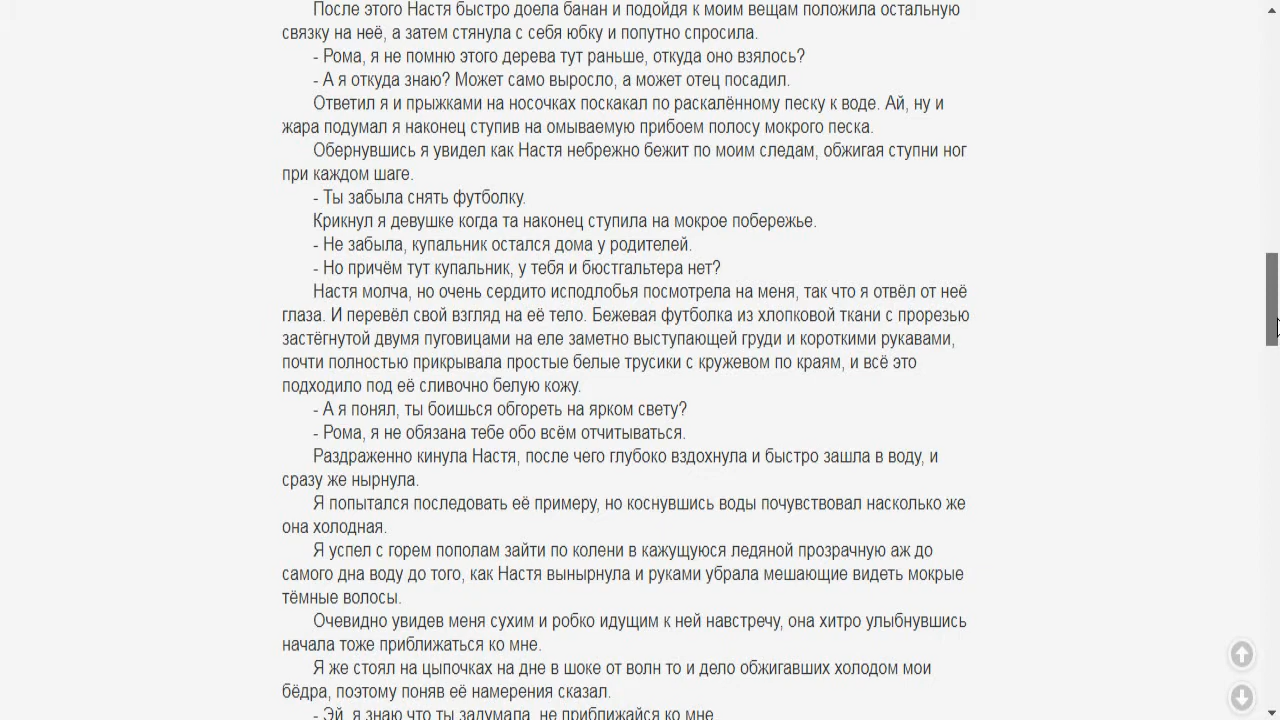 После этого Настя быстро доела банан и подойдя к моим вещам положила остальную
связку на неё, а затем стянула с себя юбку и попутно спросила.
- Рома, я не помню этого дерева тут раньше, откуда оно взялось?
- А я откуда знаю? Может само выросло, а может отец посадил.
Ответил я и прыжками на носочках поскакал по раскалённому песку к воде. Ай, ну и
жара подумал я наконец ступив на омываемую прибоем полосу мокрого песка.
Обернувшись я увидел как Настя небрежно бежит по моим следам, обжигая ступни ног
при каждом шаге.
- Ты забыла снять футболку.
Крикнул я девушке когда та наконец ступила на мокрое побережье.
- Не забыла, купальник остался дома у родителей.
- Но причём тут купальник, у тебя и бюстгальтера нет?
Настя молча, но очень сердито исподлобья посмотрела на меня, так что я отвёл от неё
глаза. И перевёл свой взгляд на её тело. Бежевая футболка из хлопковой ткани с прорезью
застёгнутой двумя пуговицами на еле заметно выступающей груди и короткими рукавами,
почти полностью прикрывала простые белые трусики с кружевом по краям, и всё это
подходило под её сливочно белую кожу.
- А я понял, ты боишься обгореть на ярком свету?
- Рома, я не обязана тебе обо всём отчитываться.
Раздраженно кинула Настя, после чего глубоко вздохнула и быстро зашла в воду, и
сразу же нырнула.
Я попытался последовать её примеру, но коснувшись воды почувствовал насколько же
она холодная.
Я успел с горем пополам зайти по колени в кажущуюся ледяной прозрачную аж до
самого дна воду до того, как Настя вынырнула и руками убрала мешающие видеть мокрые
тёмные волосы.
Очевидно увидев меня сухим и робко идущим к ней навстречу, она хитро улыбнувшись
начала тоже приближаться ко мне.
Я же стоял на цыпочках на дне в шоке от волн то и дело обжигавших холодом мои
бёдра, поэтому поняв её намерения сказал.
- Эй, я знаю что ты задумала, не приближайся ко мне